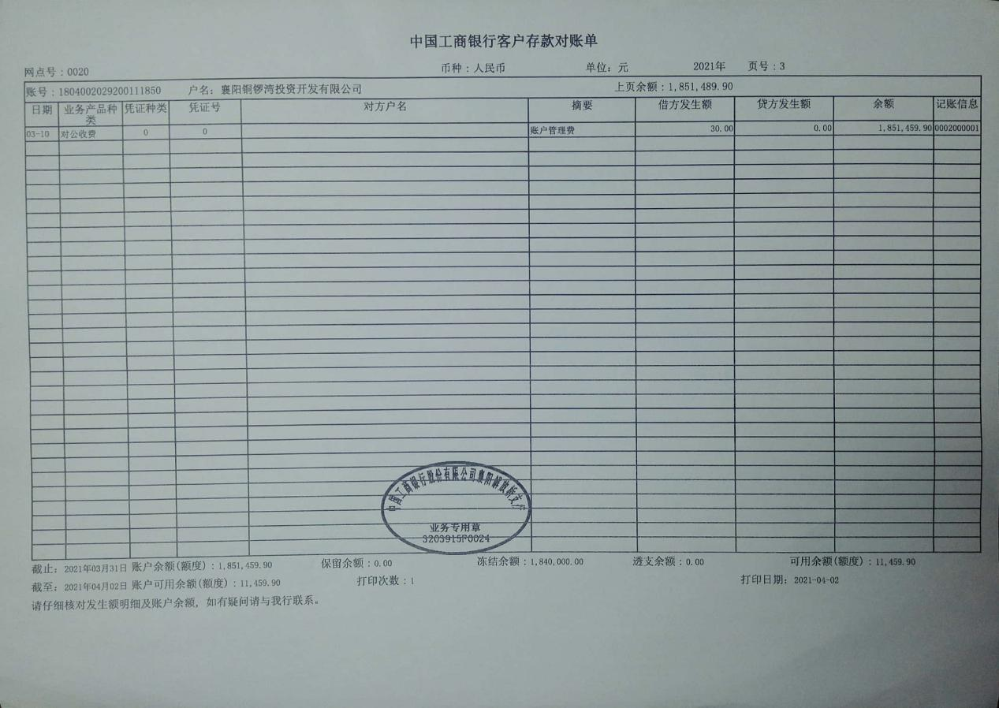 中国工商银行客户存款对账单
网点号：0020 币种：人民币 单位：元 2021年 页号：3
账号：1804002029200111850 户名：襄阳铜锣湾投资开发有限公司 上页余额：1,851,489.90
日期 业务产品种类 凭证种类 凭证号 对方户名 摘要 借方发生额 贷方发生额 余额 记账信息
03-10 对公收费 0 0 账户管理费 30.00 0.00 1,851,459.90 0002000001
中国工商银行股份有限公司襄阳解放桥支行
业务专用章
3203915F0024
截止：2021年03月31日 账户余额(额度)：1,851,459.90 保留余额：0.00 冻结余额：1,840,000.00 透支余额：0.00 可用余额(额度)：11,459.90
截至：2021年04月02日 账户可用余额(额度)：11,459.90 打印次数：1 打印日期：2021-04-02
请仔细核对发生额明细及账户余额，如有疑问请与我行联系。